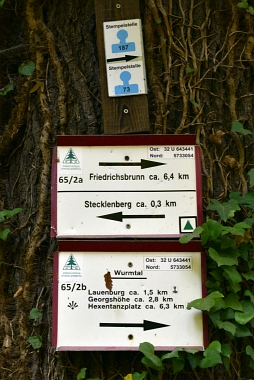 Stempelstelle
167
Stempelstelle
73
Ost: 32 U 643441
Nord: 5733054
65/2a
Friedrichsbrunn ca. 6,4 km
Stecklenberg ca. 0,3 km
Ost: 32 U 643441
Nord: 5733054
Wurmtal
65/2b
Lauenburg ca. 1,5 km
Georgshöhe ca. 2,8 km
Hexentanzplatz ca. 6,3 km